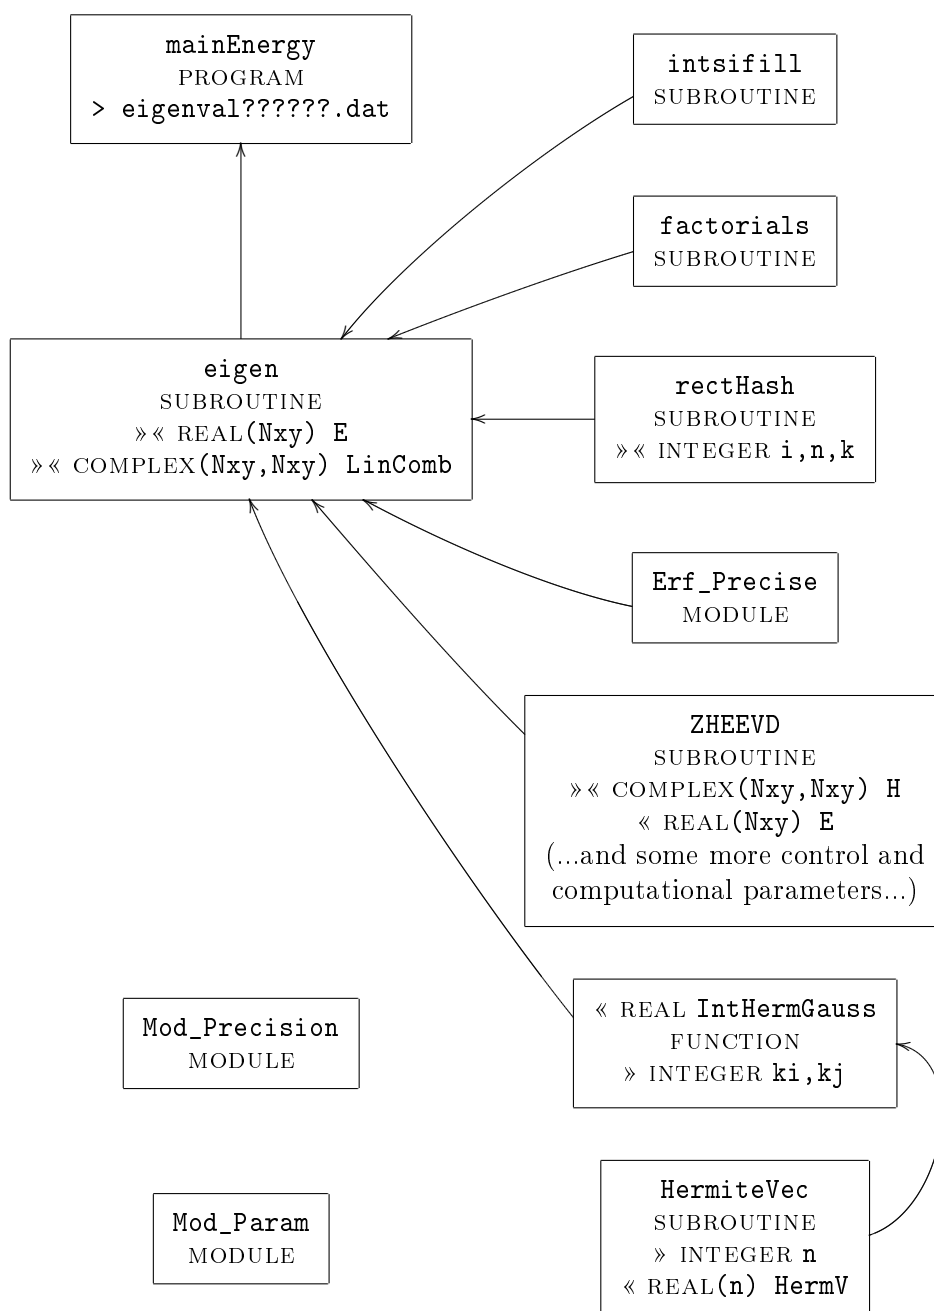 mainEnergy
PROGRAM
> eigenval??????.dat
intsifill
SUBROUTINE
factorials
SUBROUTINE
eigen
SUBROUTINE
»« REAL(Nxy) E
»« COMPLEX(Nxy,Nxy) LinComb
rectHash
SUBROUTINE
»« INTEGER i,n,k
Erf_Precise
MODULE
ZHEEVD
SUBROUTINE
»« COMPLEX(Nxy,Nxy) H
« REAL(Nxy) E
(...and some more control and
computational parameters...)
« REAL IntHermGauss
FUNCTION
» INTEGER ki,kj
Mod_Precision
MODULE
HermiteVec
SUBROUTINE
» INTEGER n
« REAL(n) HermV
Mod_Param
MODULE